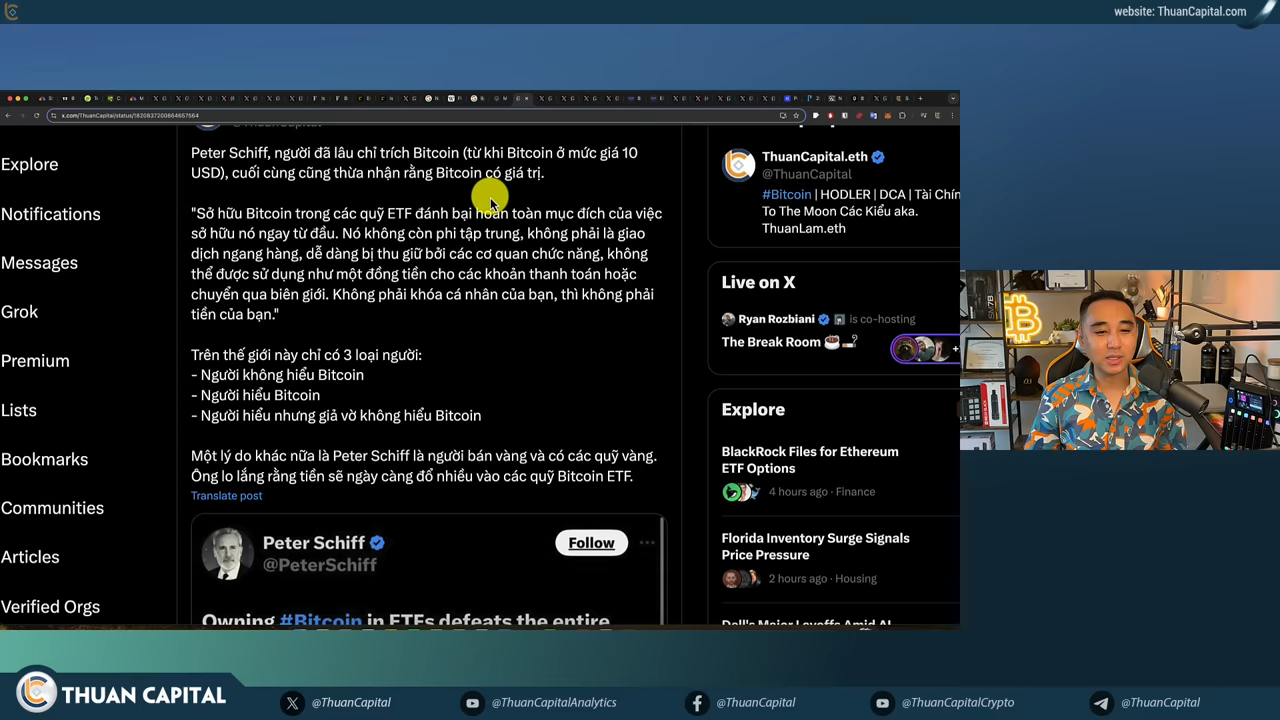 website: ThuanCapital.com
x.com/ThuanCapital/status/1820837200864657564
Explore
Notifications
Messages
Grok
Premium
Lists
Bookmarks
Communities
Articles
Verified Orgs
Peter Schiff, người đã lâu chỉ trích Bitcoin (từ khi Bitcoin ở mức giá 10
USD), cuối cùng cũng thừa nhận rằng Bitcoin có giá trị.
"Sở hữu Bitcoin trong các quỹ ETF đánh bại hoàn toàn mục đích của việc
sở hữu nó ngay từ đầu. Nó không còn phi tập trung, không phải là giao
dịch ngang hàng, dễ dàng bị thu giữ bởi các cơ quan chức năng, không
thể được sử dụng như một đồng tiền cho các khoản thanh toán hoặc
chuyển qua biên giới. Không phải khóa cá nhân của bạn, thì không phải
tiền của bạn."
Trên thế giới này chỉ có 3 loại người:
- Người không hiểu Bitcoin
- Người hiểu Bitcoin
- Người hiểu nhưng giả vờ không hiểu Bitcoin
Một lý do khác nữa là Peter Schiff là người bán vàng và có các quỹ vàng.
Ông lo lắng rằng tiền sẽ ngày càng đổ nhiều vào các quỹ Bitcoin ETF.
Translate post
Peter Schiff
@PeterSchiff
Follow
Owning #Bitcoin in ETFs defeats the entire
ThuanCapital.eth
@ThuanCapital
#Bitcoin | HODLER | DCA | Tài Chín
To The Moon Các Kiểu aka.
ThuanLam.eth
Live on X
Ryan Rozbiani is co-hosting
The Break Room
Explore
BlackRock Files for Ethereum
ETF Options
4 hours ago · Finance
Florida Inventory Surge Signals
Price Pressure
2 hours ago · Housing
Dell's Major Layoffs Amid AI
THUAN CAPITAL
@ThuanCapital
@ThuanCapitalAnalytics
@ThuanCapital
@ThuanCapitalCrypto
@ThuanCapital